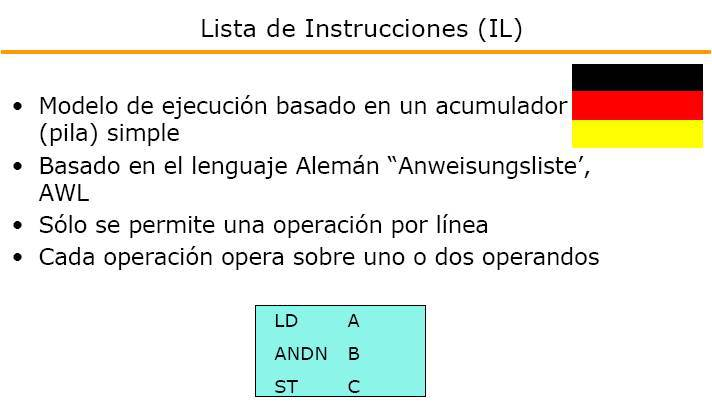 Lista de Instrucciones (IL)
• Modelo de ejecución basado en un acumulador
(pila) simple
• Basado en el lenguaje Alemán “Anweisungsliste’,
AWL
• Sólo se permite una operación por línea
• Cada operación opera sobre uno o dos operandos
LD A
ANDN B
ST C